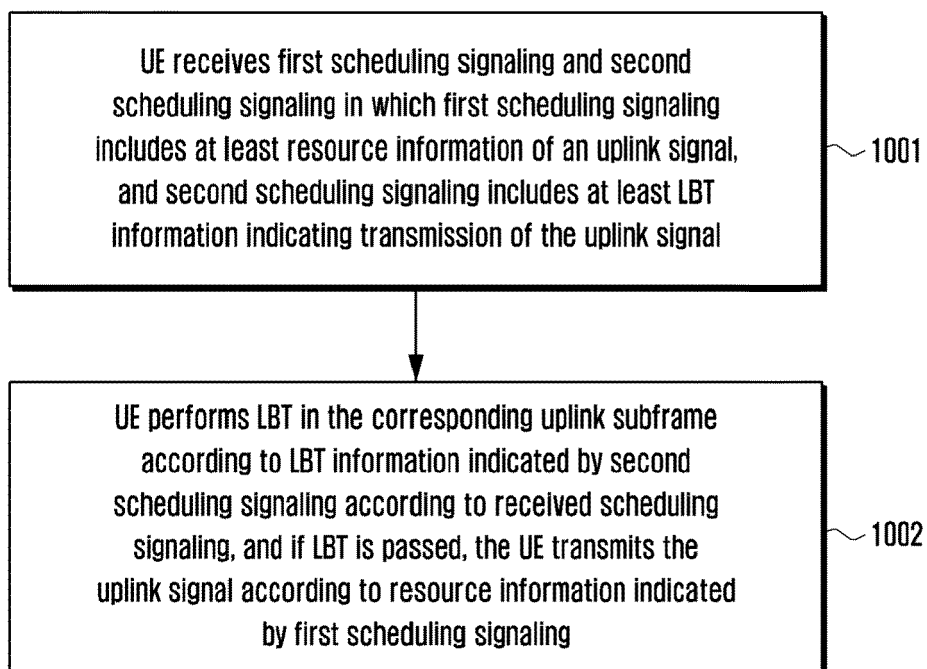 UE receives first scheduling signaling and second
scheduling signaling in which first scheduling signaling
includes at least resource information of an uplink signal,
and second scheduling signaling includes at least LBT
information indicating transmission of the uplink signal
1001
UE performs LBT in the corresponding uplink subframe
according to LBT information indicated by second
scheduling signaling according to received scheduling
signaling, and if LBT is passed, the UE transmits the
uplink signal according to resource information indicated
by first scheduling signaling
1002